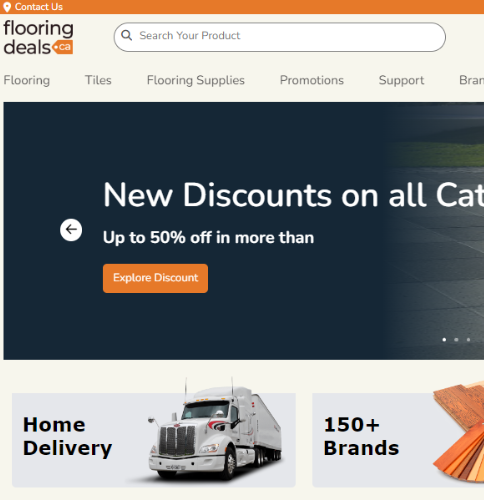 Contact Us
flooring
deals.ca
Search Your Product
Flooring Tiles Flooring Supplies Promotions Support Bran
New Discounts on all Cat
Up to 50% off in more than
Explore Discount
Home
Delivery
150+
Brands